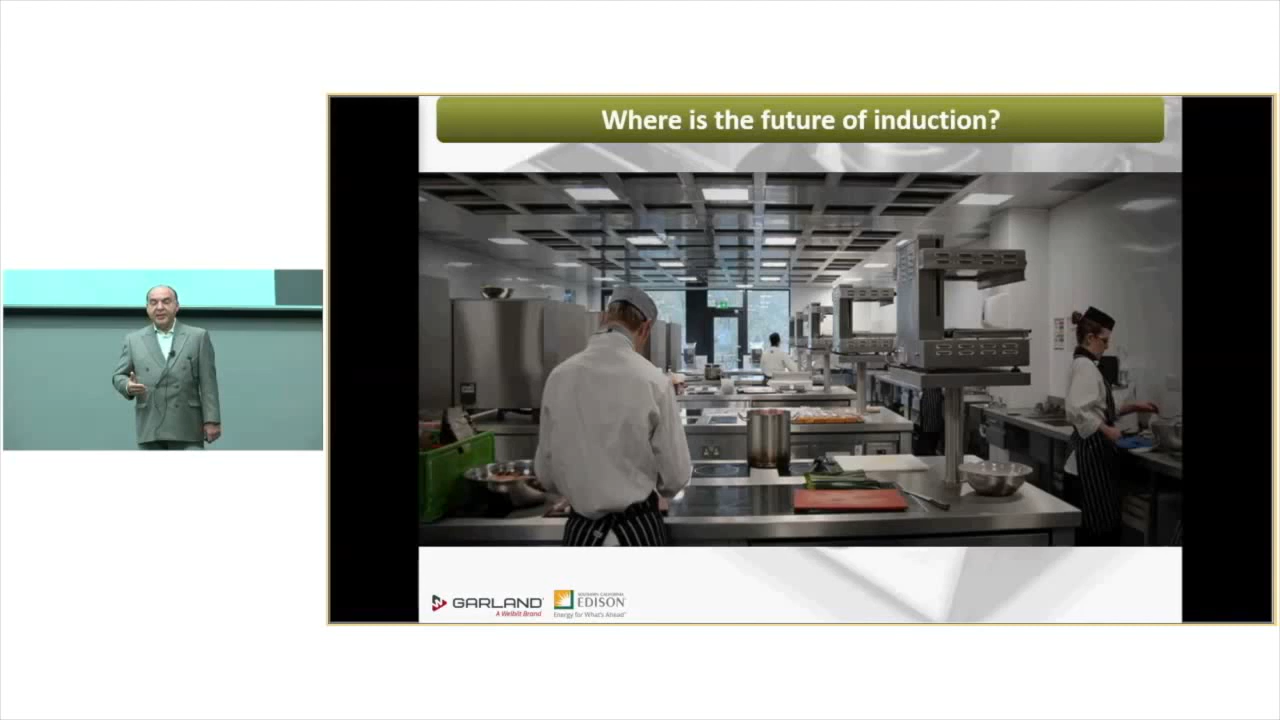 Where is the future of induction?
GARLAND
A Welbilt Brand
SOUTHERN CALIFORNIA
EDISON
Energy for What's Ahead